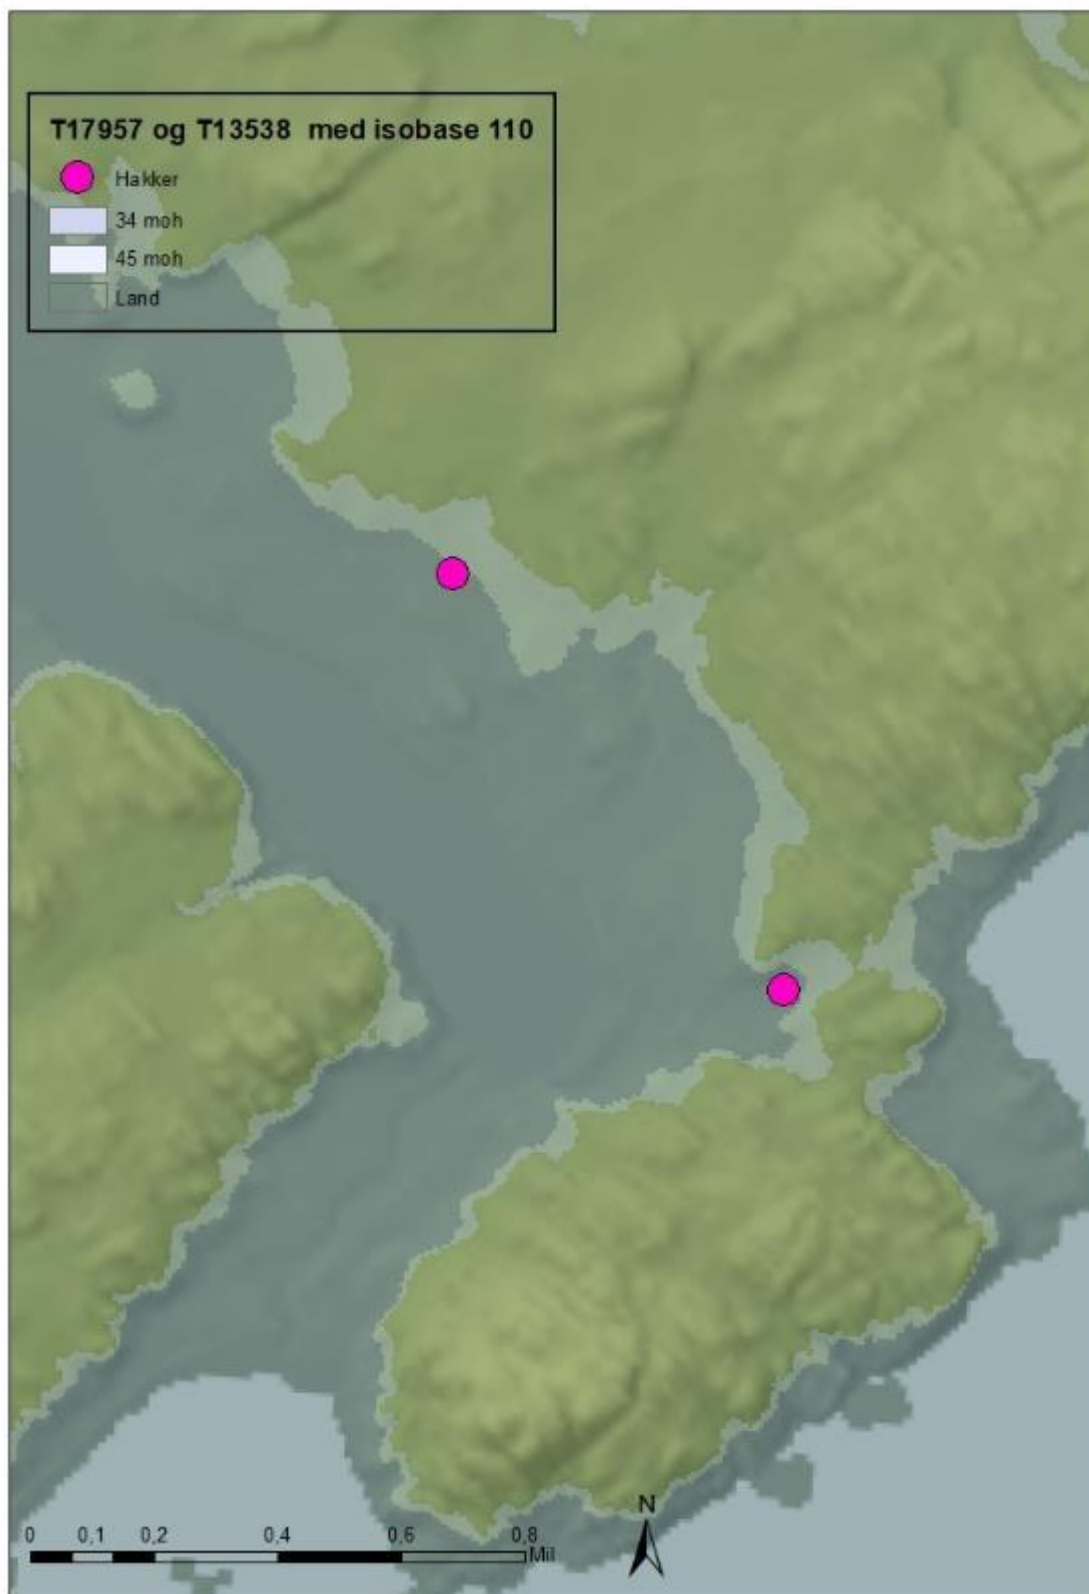 T17957 og T13538 med isobase 110
Hakker
34 moh
45 moh
Land
N
0 0,1 0,2 0,4 0,6 0,8
Mil